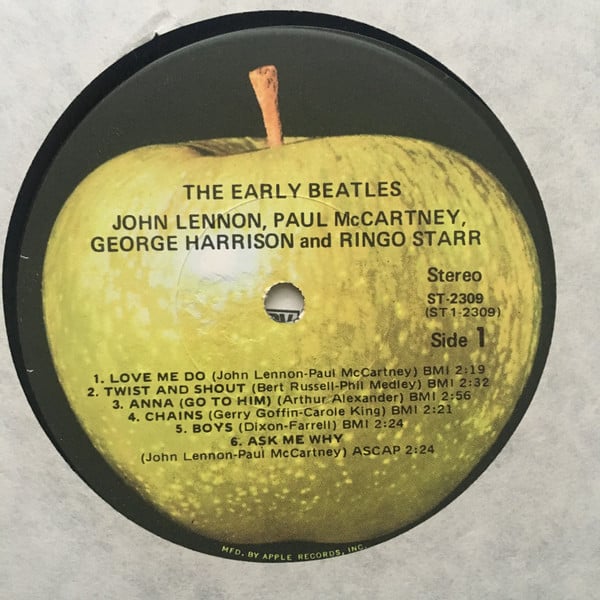 THE EARLY BEATLES
JOHN LENNON, PAUL McCARTNEY,
GEORGE HARRISON and RINGO STARR
Stereo
ST-2309
(ST1-2309)
Side 1
1. LOVE ME DO (John Lennon-Paul McCartney) BMI 2:19
2. TWIST AND SHOUT (Bert Russell-Phil Medley) BMI 2:32
3. ANNA (GO TO HIM) (Arthur Alexander) BMI 2:56
4. CHAINS (Gerry Goffin-Carole King) BMI 2:21
5. BOYS (Dixon-Farrell) BMI 2:24
6. ASK ME WHY
(John Lennon-Paul McCartney) ASCAP 2:24
MFD. BY APPLE RECORDS, INC.